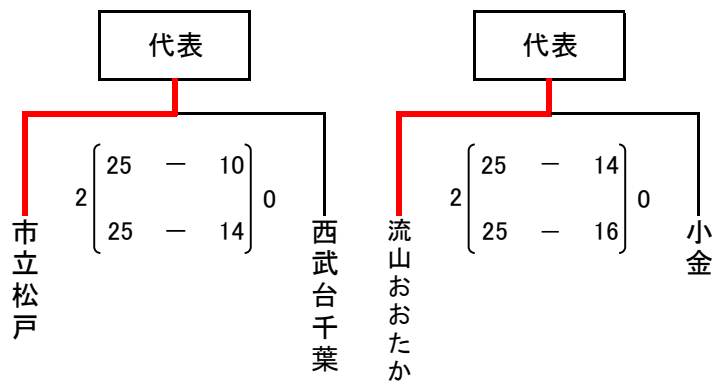 代表
2 25 － 10 0
25 － 14
市立松戸
西武台千葉
代表
2 25 － 14 0
25 － 16
流山おおたか
小金